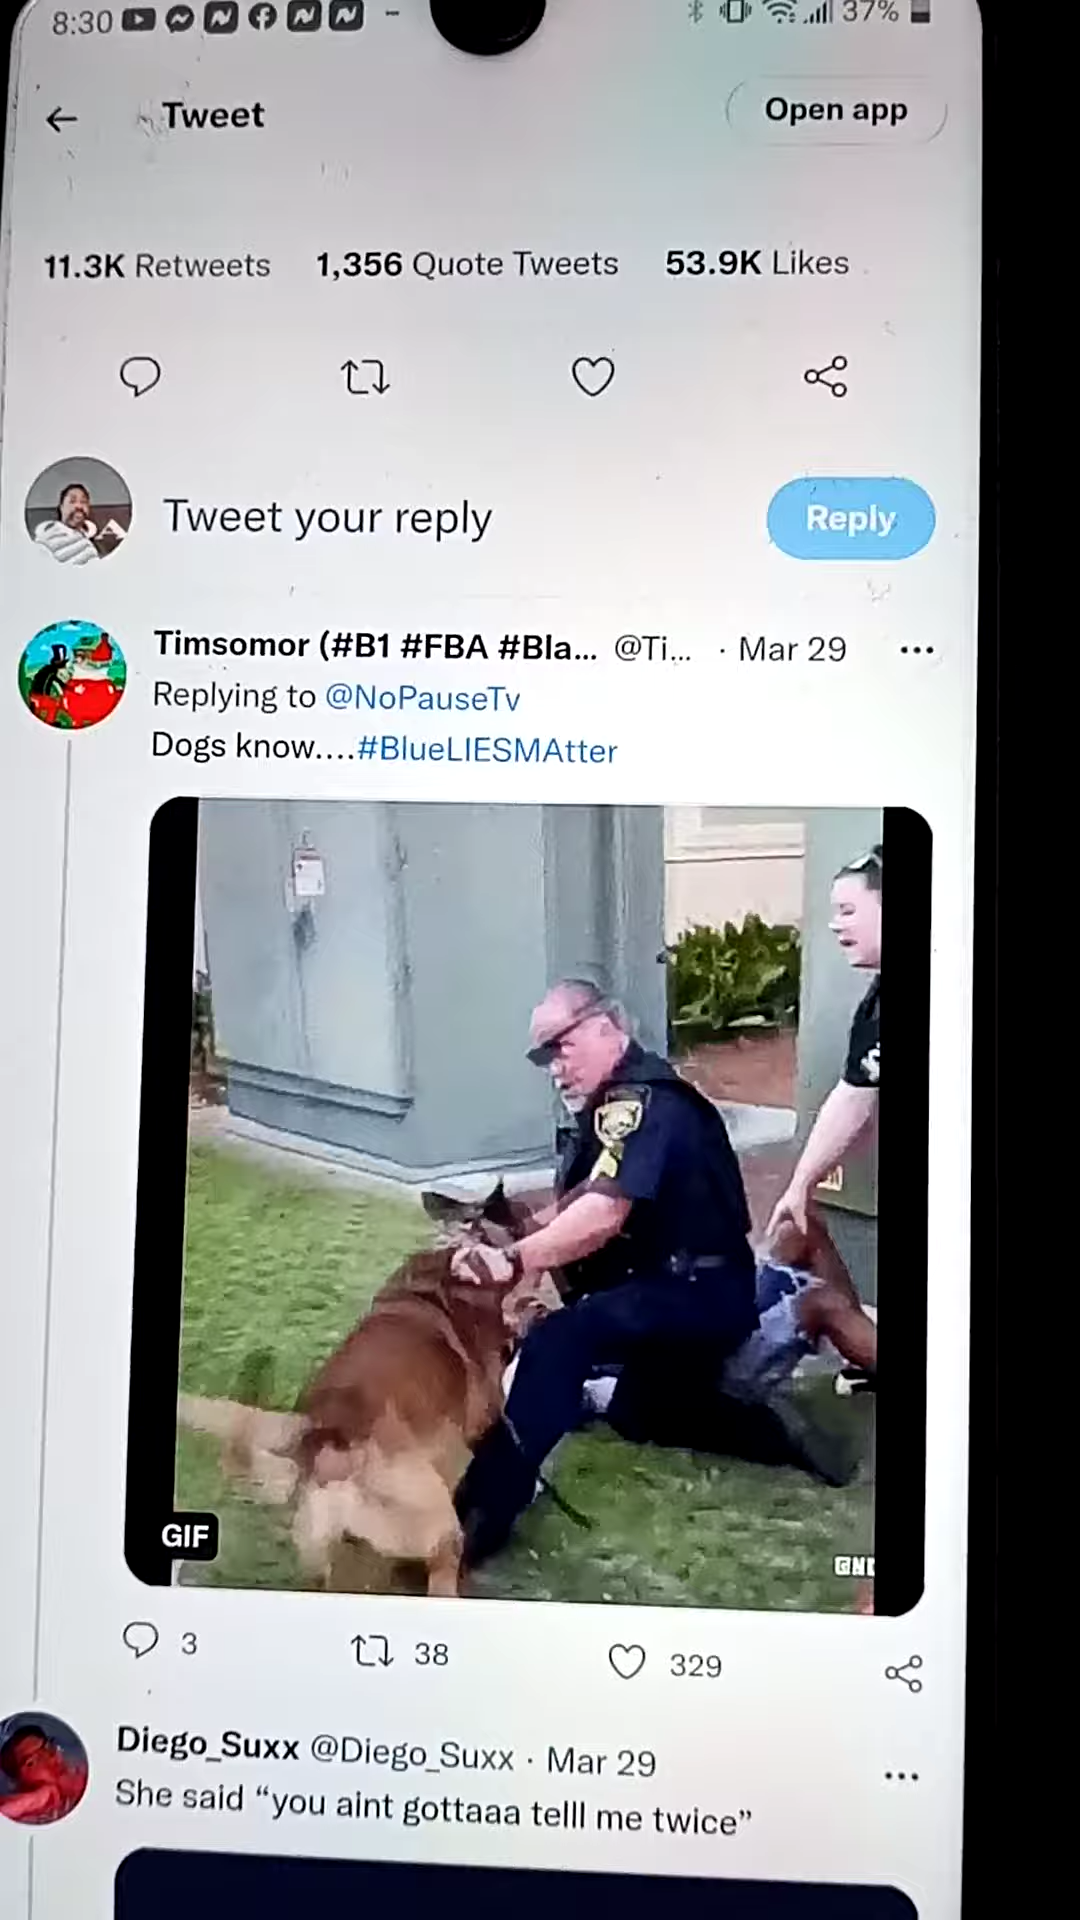 8:30
37%
Tweet
Open app
11.3K Retweets 1,356 Quote Tweets 53.9K Likes
Tweet your reply
Reply
Timsomor (#B1 #FBA #Bla... @Ti... · Mar 29
Replying to @NoPauseTv
Dogs know....#BlueLIESMAtter
GIF
3 38 329
Diego_Suxx @Diego_Suxx · Mar 29
She said “you aint gottaaa telll me twice”